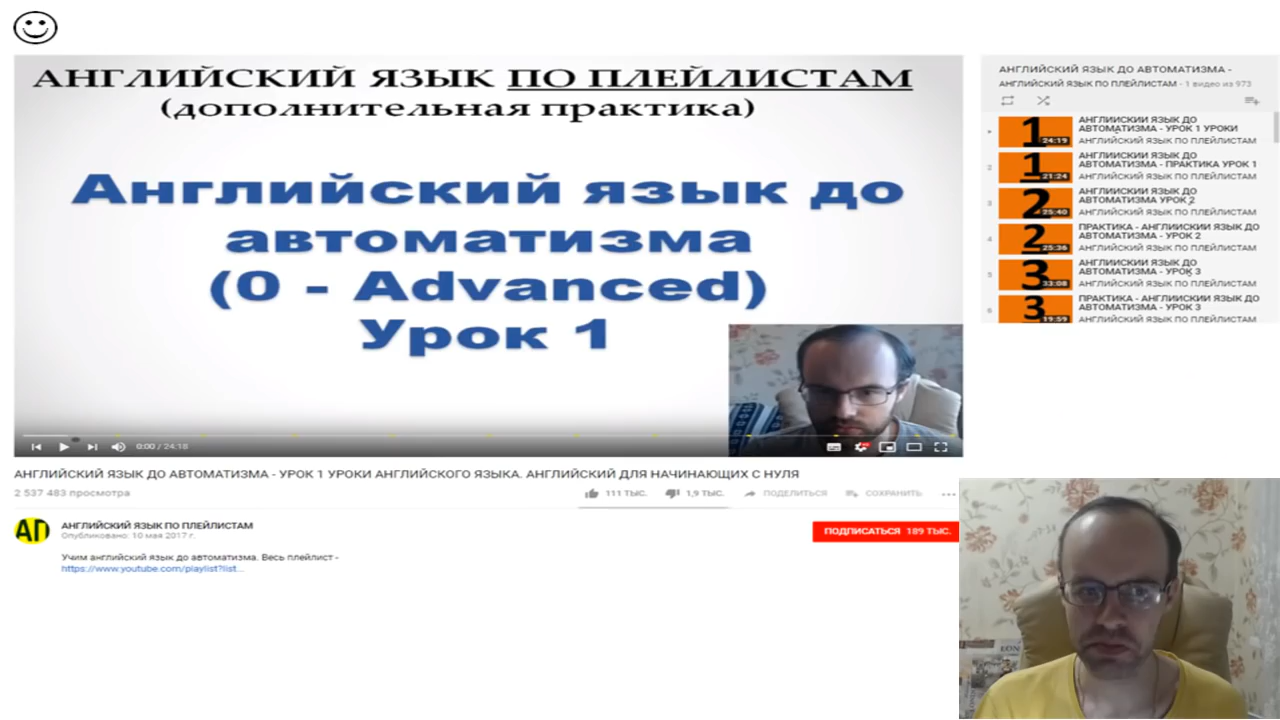 АНГЛИЙСКИЙ ЯЗЫК ПО ПЛЕЙЛИСТАМ
(дополнительная практика)
Английский язык до
автоматизма
(0 - Advanced)
Урок 1
0:00 / 24:18
АНГЛИЙСКИЙ ЯЗЫК ДО АВТОМАТИЗМА - УРОК 1 УРОКИ АНГЛИЙСКОГО ЯЗЫКА. АНГЛИЙСКИЙ ДЛЯ НАЧИНАЮЩИХ С НУЛЯ
2 537 483 просмотра
111 ТЫС. 1,9 ТЫС. ПОДЕЛИТЬСЯ СОХРАНИТЬ
АП
АНГЛИЙСКИЙ ЯЗЫК ПО ПЛЕЙЛИСТАМ
Опубликовано: 10 мая 2017 г.
ПОДПИСАТЬСЯ 189 ТЫС.
Учим английский язык до автоматизма. Весь плейлист -
https://www.youtube.com/playlist?list...
АНГЛИЙСКИЙ ЯЗЫК ДО АВТОМАТИЗМА -
АНГЛИЙСКИЙ ЯЗЫК ПО ПЛЕЙЛИСТАМ - 1 видео из 973
1
24:19
АНГЛИЙСКИЙ ЯЗЫК ДО
АВТОМАТИЗМА - УРОК 1 УРОКИ
АНГЛИЙСКИЙ ЯЗЫК ПО ПЛЕЙЛИСТАМ
2
1
21:24
АНГЛИЙСКИЙ ЯЗЫК ДО
АВТОМАТИЗМА - ПРАКТИКА УРОК 1
АНГЛИЙСКИЙ ЯЗЫК ПО ПЛЕЙЛИСТАМ
3
2
25:40
АНГЛИЙСКИЙ ЯЗЫК ДО
АВТОМАТИЗМА УРОК 2
АНГЛИЙСКИЙ ЯЗЫК ПО ПЛЕЙЛИСТАМ
4
2
25:36
ПРАКТИКА - АНГЛИЙСКИЙ ЯЗЫК ДО
АВТОМАТИЗМА - УРОК 2
АНГЛИЙСКИЙ ЯЗЫК ПО ПЛЕЙЛИСТАМ
5
3
33:08
АНГЛИЙСКИЙ ЯЗЫК ДО
АВТОМАТИЗМА - УРОК 3
АНГЛИЙСКИЙ ЯЗЫК ПО ПЛЕЙЛИСТАМ
6
3
19:59
ПРАКТИКА - АНГЛИЙСКИЙ ЯЗЫК ДО
АВТОМАТИЗМА - УРОК 3
АНГЛИЙСКИЙ ЯЗЫК ПО ПЛЕЙЛИСТАМ